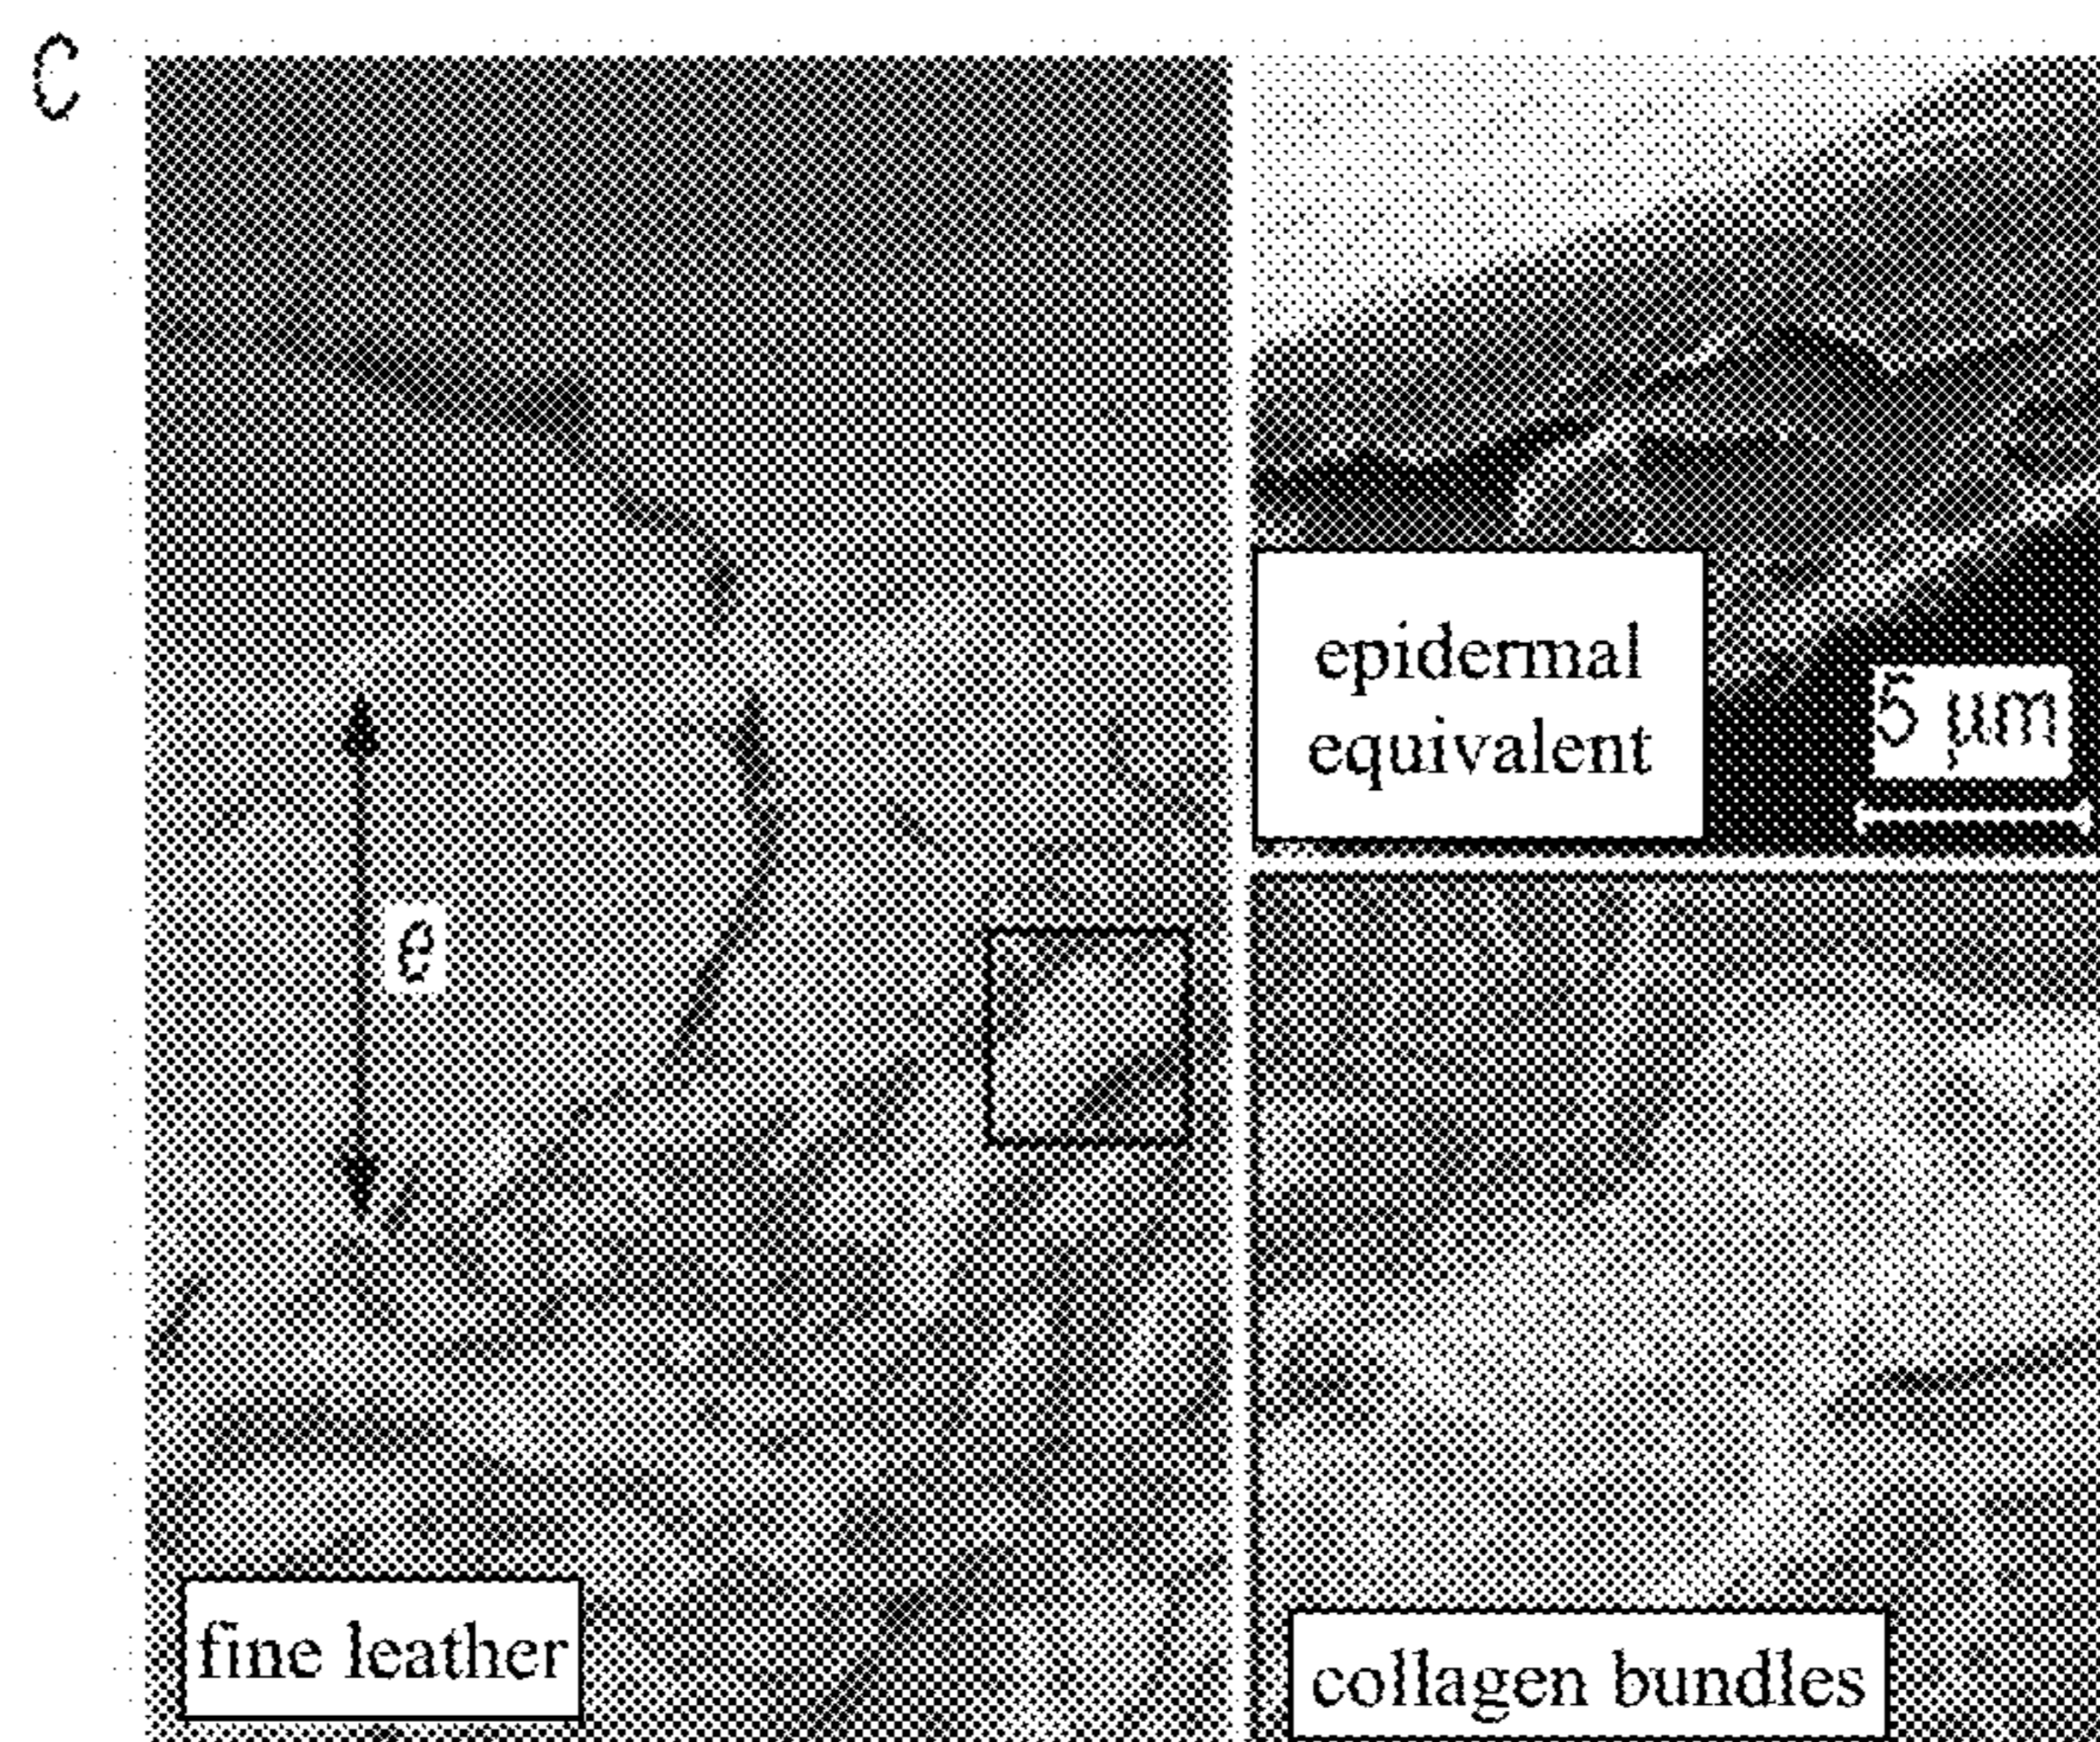 C
e
fine leather
epidermal
equivalent
5 µm
collagen bundles